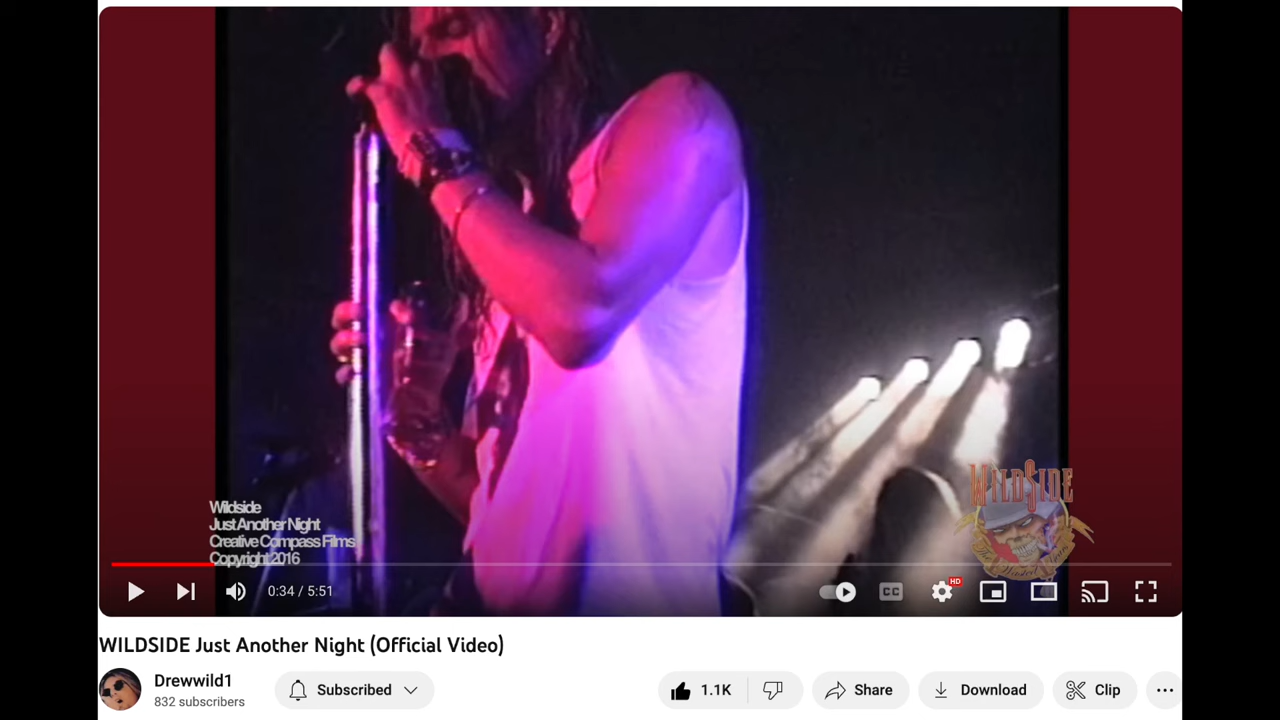 Wildside
Just Another Night
Creative Compass Films
Copyright 2016
WILDSIDE
0:34 / 5:51
CC
HD
WILDSIDE Just Another Night (Official Video)
Drewwild1
832 subscribers
Subscribed
1.1K
Share
Download
Clip